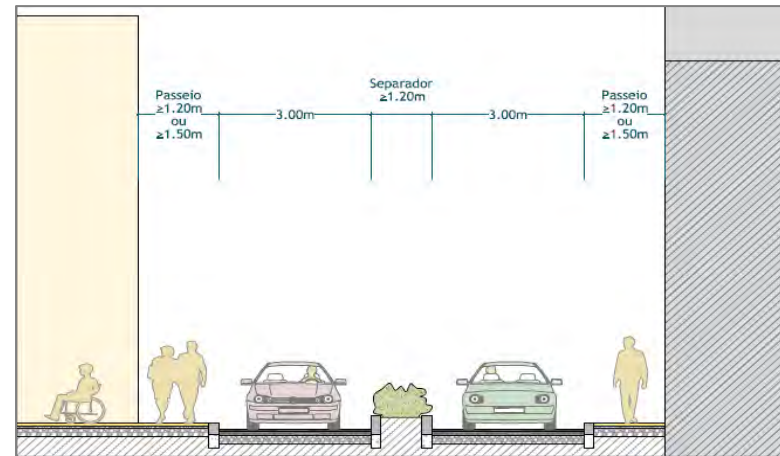 Passeio
≥1.20m
ou
≥1.50m
3.00m
Separador
≥1.20m
3.00m
Passeio
≥1.20m
ou
≥1.50m